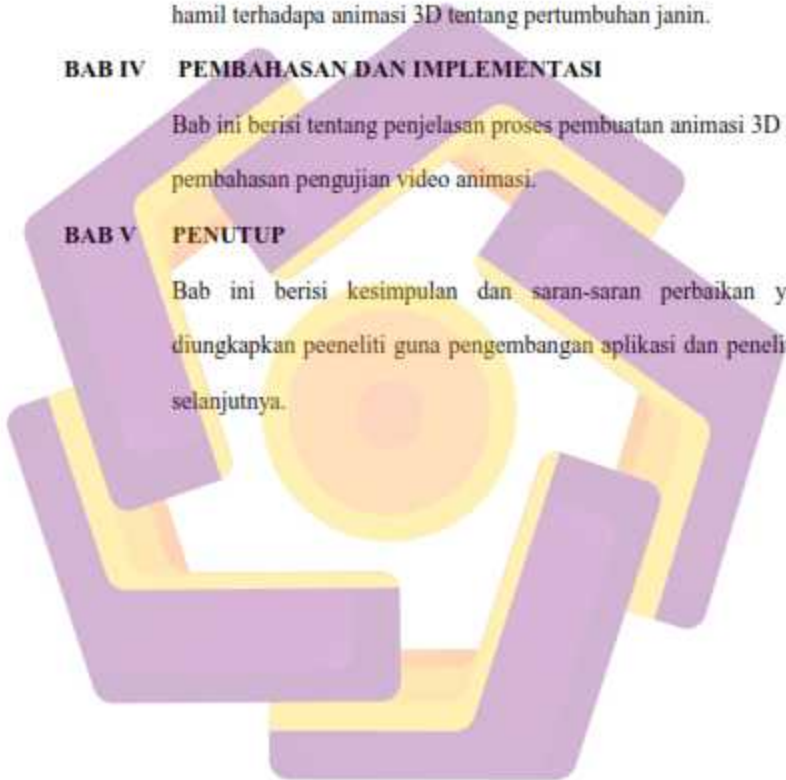 hamil terhadapa animasi 3D tentang pertumbuhan janin.
BAB IV PEMBAHASAN DAN IMPLEMENTASI
Bab ini berisi tentang penjelasan proses pembuatan animasi 3D
pembahasan pengujian video animasi.
BAB V PENUTUP
Bab ini berisi kesimpulan dan saran-saran perbaikan y
diungkapkan peeneliti guna pengembangan aplikasi dan peneli
selanjutnya.